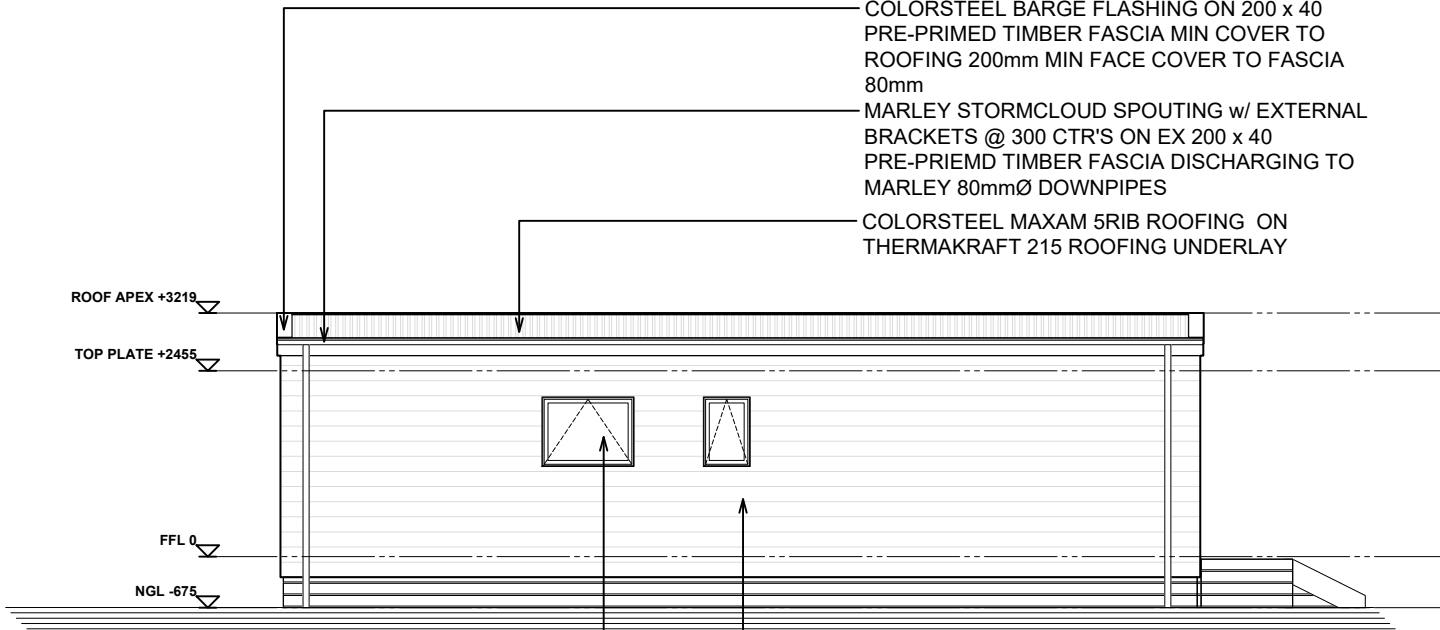 COLORSTEEL BARGE FLASHING ON 200 x 40
PRE-PRIMED TIMBER FASCIA MIN COVER TO
ROOFING 200mm MIN FACE COVER TO FASCIA
80mm
MARLEY STORMCLOUD SPOUTING w/ EXTERNAL
BRACKETS @ 300 CTR'S ON EX 200 x 40
PRE-PRIEMD TIMBER FASCIA DISCHARGING TO
MARLEY 80mmØ DOWNPIPES
COLORSTEEL MAXAM 5RIB ROOFING ON
THERMAKRAFT 215 ROOFING UNDERLAY
ROOF APEX +3219
TOP PLATE +2455
FFL 0
NGL -675